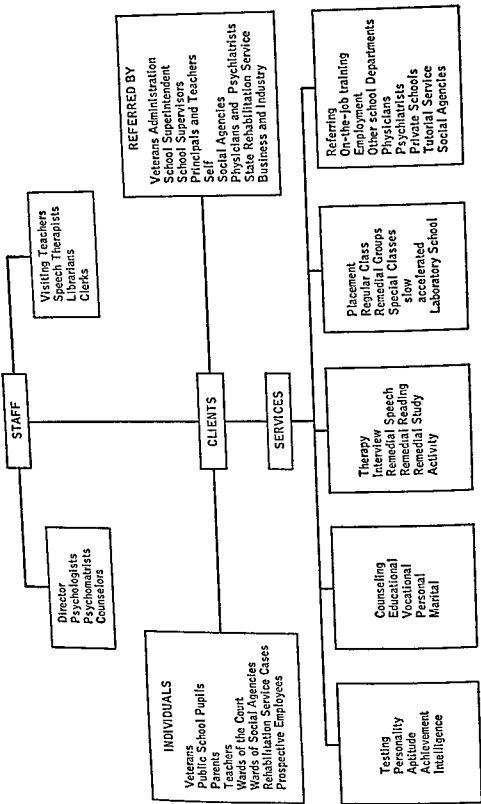 STAFF
Director
Psychologists
Psychomatrists
Counselors
Visiting Teachers
Speech Therapists
Librarians
Clerks
CLIENTS
INDIVIDUALS
Veterans
Public School Pupils
Parents
Teachers
Wards of the Court
Wards of Social Agencies
Rehabilitation Service Cases
Prospective Employees
REFERRED BY
Veterans Administration
School Superintendent
School Supervisors
Principals and Teachers
Self
Social Agencies
Physicians and Psychiatrists
State Rehabilitation Service
Business and Industry
SERVICES
Testing
Personality
Aptitude
Achievement
Intelligence
Counseling
Educational
Vocational
Personal
Marital
Therapy
Interview
Remedial Speech
Remedial Reading
Remedial Study
Activity
Placement
Regular Class
Remedial Groups
Special Classes
slow
accelerated
Laboratory School
Referring
On-the-job training
Employment
Other school Departments
Physicians
Psychiatrists
Private Schools
Tutorial Service
Social Agencies